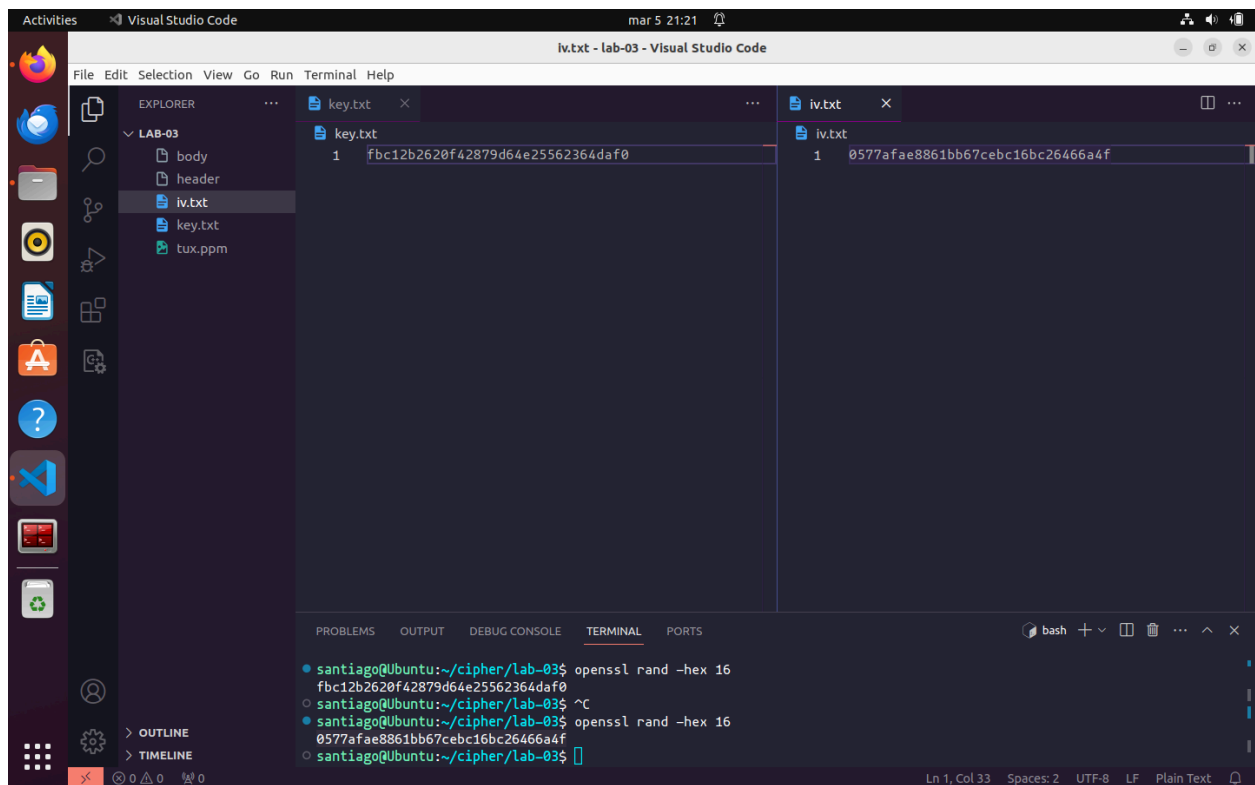 Activities
Visual Studio Code
mar 5 21:21
iv.txt - lab-03 - Visual Studio Code
File Edit Selection View Go Run Terminal Help
EXPLORER
LAB-03
body
header
iv.txt
key.txt
tux.ppm
OUTLINE
TIMELINE
key.txt
key.txt
1 fbc12b2620f42879d64e25562364daf0
iv.txt
iv.txt
1 0577afae8861bb67cebc16bc26466a4f
PROBLEMS OUTPUT DEBUG CONSOLE TERMINAL PORTS
bash
santiago@Ubuntu:~/cipher/lab-03$ openssl rand -hex 16
fbc12b2620f42879d64e25562364daf0
santiago@Ubuntu:~/cipher/lab-03$ ^C
santiago@Ubuntu:~/cipher/lab-03$ openssl rand -hex 16
0577afae8861bb67cebc16bc26466a4f
santiago@Ubuntu:~/cipher/lab-03$
0 0 0
Ln 1, Col 33 Spaces: 2 UTF-8 LF Plain Text